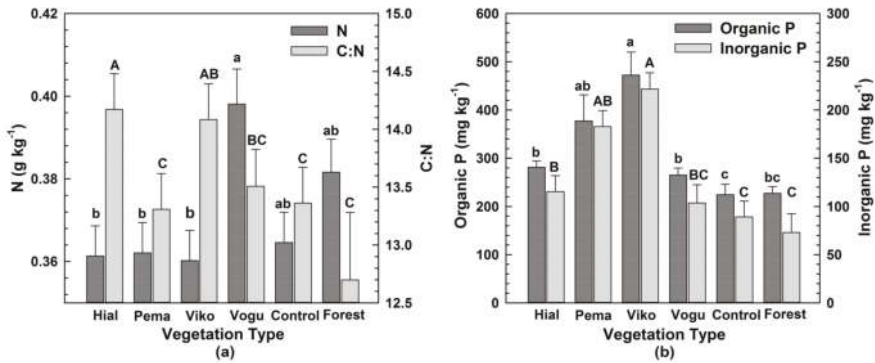 0.42
0.40
0.38
0.36
N (g kg-1)
15.0
14.5
14.0
13.5
13.0
12.5
C:N
N
C:N
b A
b C
b AB
a BC
ab C
ab C
Hial Pema Viko Vogu Control Forest
Vegetation Type
(a)
600
500
400
300
200
100
0
Organic P (mg kg-1)
300
250
200
150
100
50
0
Inorganic P (mg kg-1)
Organic P
Inorganic P
b B
ab AB
a A
b BC
c C
bc C
Hial Pema Viko Vogu Control Forest
Vegetation Type
(b)